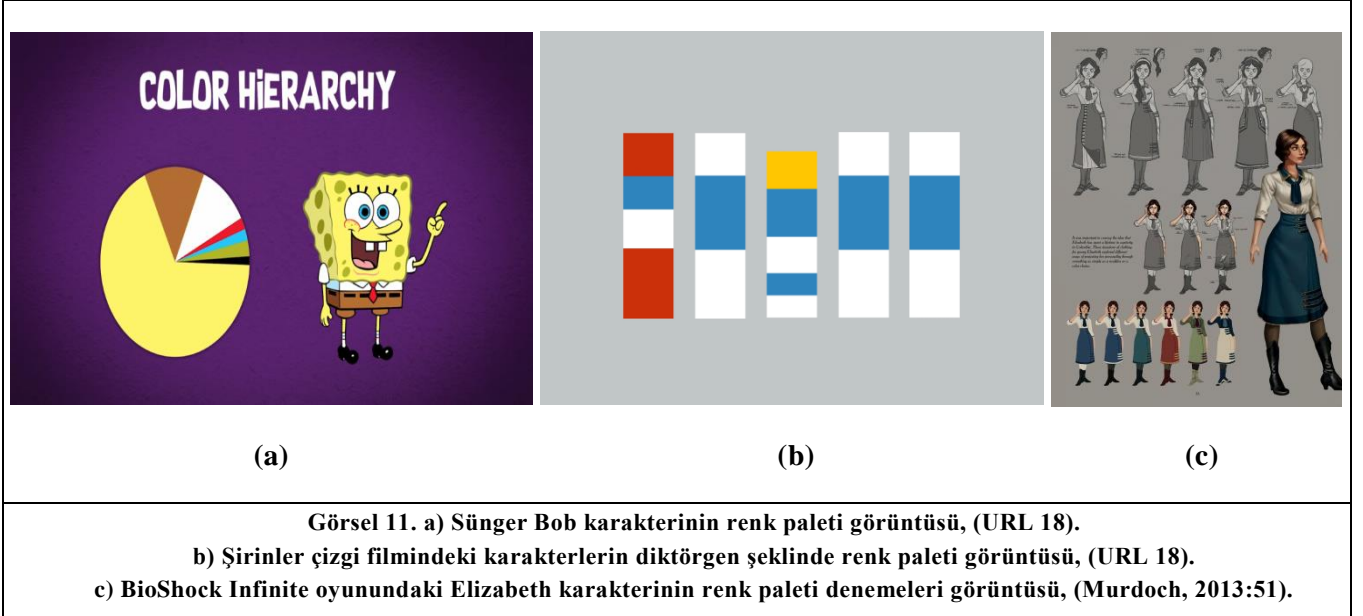 COLOR HiERARCHY
(a)
(b)
(c)
Görsel 11. a) Sünger Bob karakterinin renk paleti görüntüsü, (URL 18).
b) Şirinler çizgi filmindeki karakterlerin diktörgen şeklinde renk paleti görüntüsü, (URL 18).
c) BioShock Infinite oyunundaki Elizabeth karakterinin renk paleti denemeleri görüntüsü, (Murdoch, 2013:51).